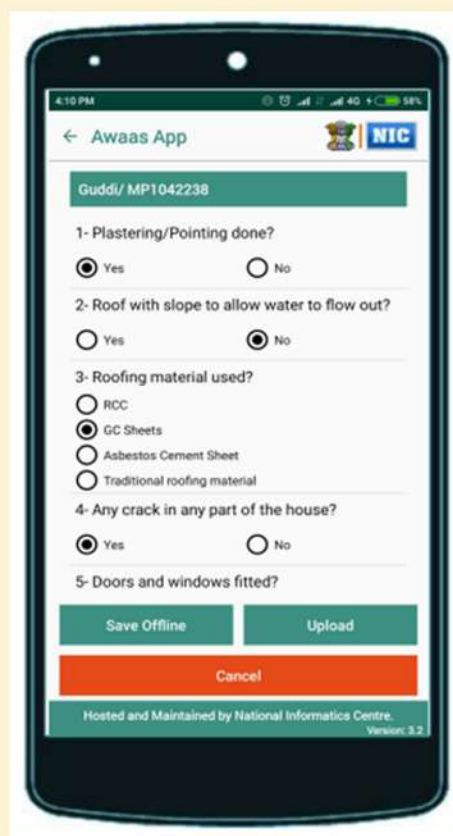 4:10 PM 4G 58%
← Awaas App NIC
Guddi/ MP1042238
1- Plastering/Pointing done?
Yes No
2- Roof with slope to allow water to flow out?
Yes No
3- Roofing material used?
RCC
GC Sheets
Asbestos Cement Sheet
Traditional roofing material
4- Any crack in any part of the house?
Yes No
5- Doors and windows fitted?
Save Offline Upload
Cancel
Hosted and Maintained by National Informatics Centre.
Version: 3.2